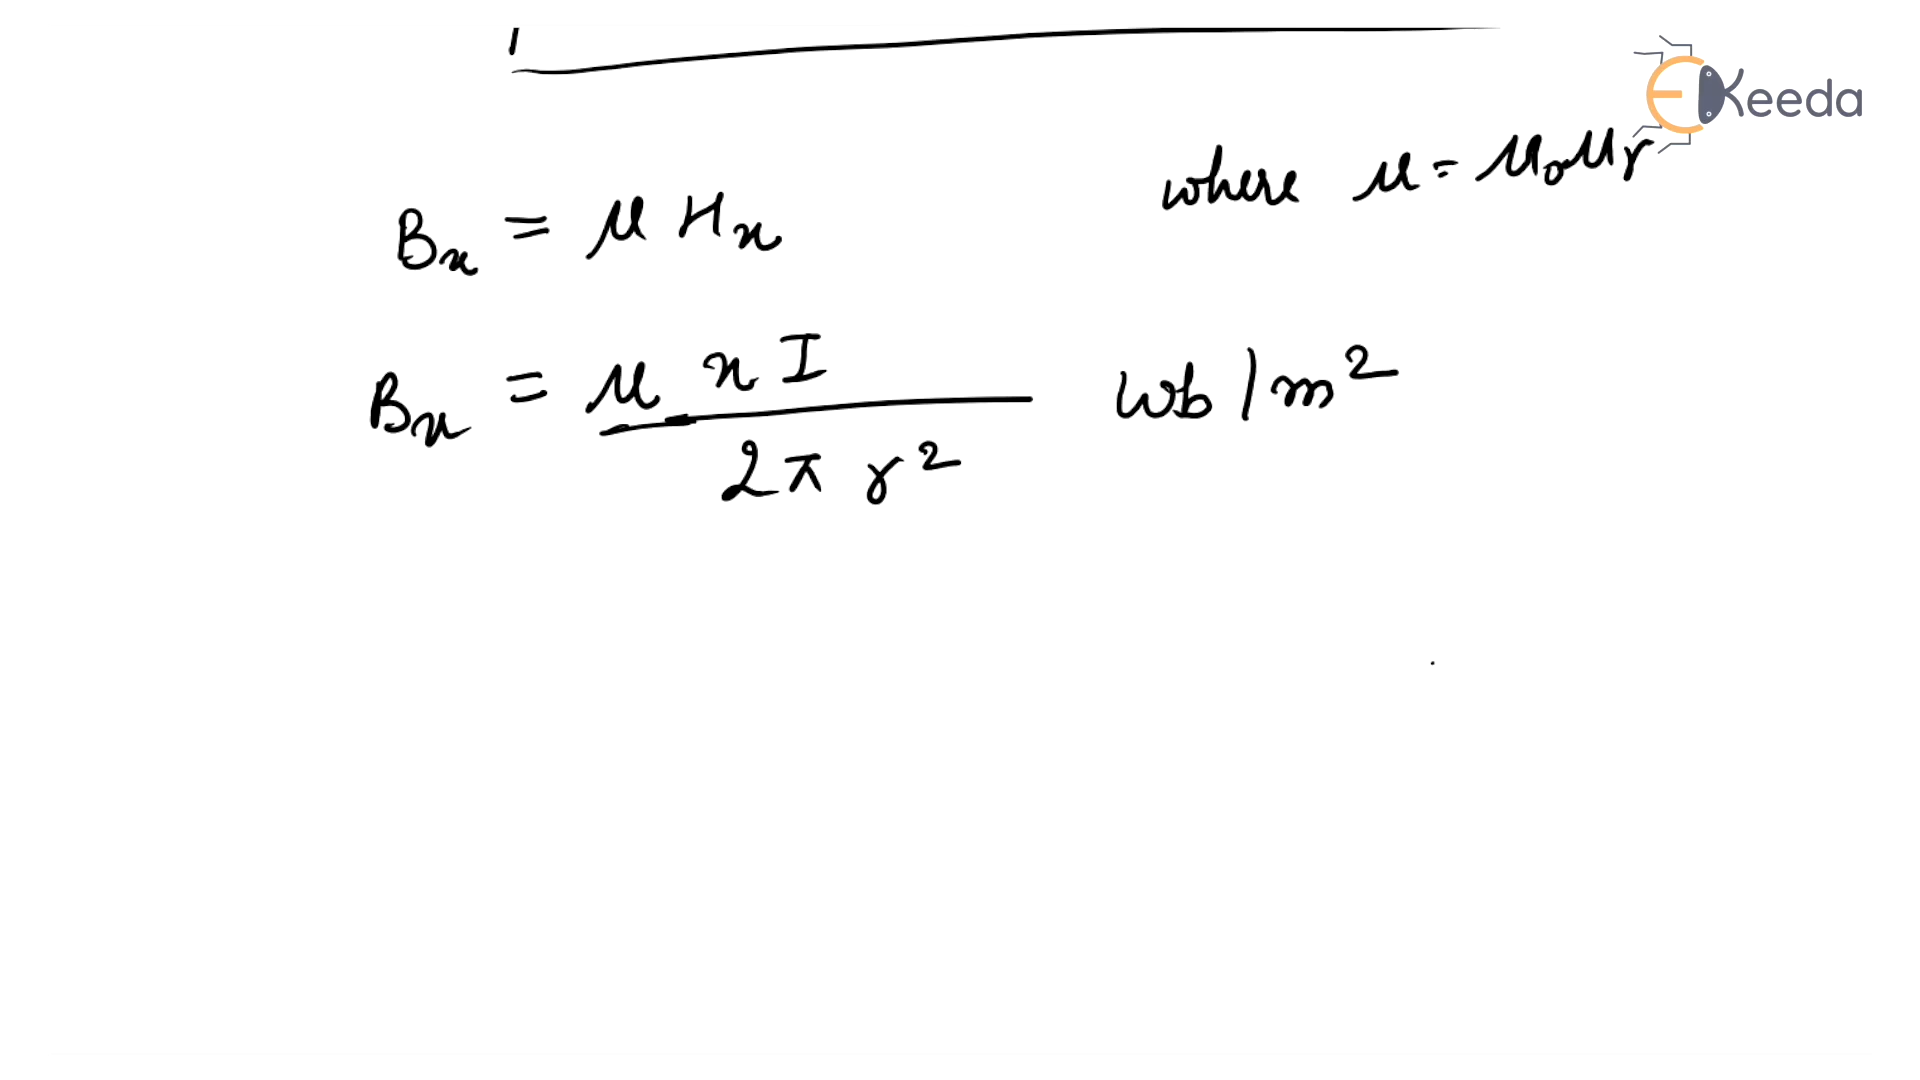 EKeeda
where μ = μ₀μᵣ
Bₓ = μ Hₓ
Bₓ = μ x I / 2π r² wb/m²